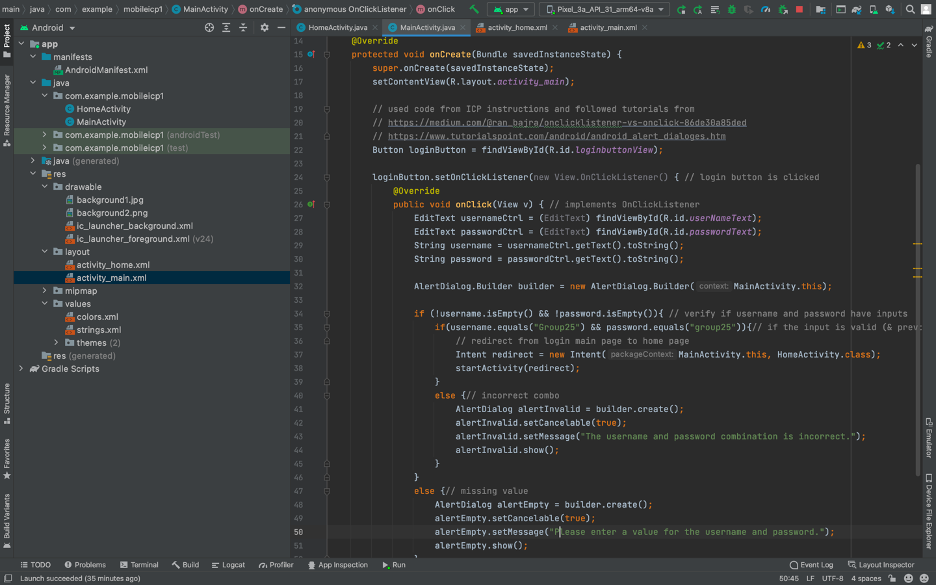 main java com example mobileicp1 MainActivity onCreate anonymous OnClickListener onClick app Pixel_3a_API_31_arm64-v8a
Android HomeActivity.java MainActivity.java activity_home.xml activity_main.xml
Project
Resource Manager
Structure
Favorites
Build Variants
app
manifests
AndroidManifest.xml
java
com.example.mobileicp1
HomeActivity
MainActivity
com.example.mobileicp1 (androidTest)
com.example.mobileicp1 (test)
java (generated)
res
drawable
background1.jpg
background2.png
ic_launcher_background.xml
ic_launcher_foreground.xml (v24)
layout
activity_home.xml
activity_main.xml
mipmap
values
colors.xml
strings.xml
themes (2)
res (generated)
Gradle Scripts
3 2
14 @Override
15 protected void onCreate(Bundle savedInstanceState) {
16 super.onCreate(savedInstanceState);
17 setContentView(R.layout.activity_main);
18
19 // used code from ICP instructions and followed tutorials from
20 // https://medium.com/@ran_bajra/onclicklistener-vs-onclick-86de30a85ded
21 // https://www.tutorialspoint.com/android/android_alert_dialoges.htm
22 Button loginButton = findViewById(R.id.loginbuttonView);
23
24 loginButton.setOnClickListener(new View.OnClickListener() { // login button is clicked
25 @Override
26 public void onClick(View v) { // implements OnClickListener
27 EditText usernameCtrl = (EditText) findViewById(R.id.userNameText);
28 EditText passwordCtrl = (EditText) findViewById(R.id.passwordText);
29 String username = usernameCtrl.getText().toString();
30 String password = passwordCtrl.getText().toString();
31
32 AlertDialog.Builder builder = new AlertDialog.Builder( context: MainActivity.this);
33
34 if (!username.isEmpty() && !password.isEmpty()){ // verify if username and password have inputs
35 if(username.equals("Group25") && password.equals("group25")){// if the input is valid (& prev
36 // redirect from login main page to home page
37 Intent redirect = new Intent( packageContext: MainActivity.this, HomeActivity.class);
38 startActivity(redirect);
39 }
40 else {// incorrect combo
41 AlertDialog alertInvalid = builder.create();
42 alertInvalid.setCancelable(true);
43 alertInvalid.setMessage("The username and password combination is incorrect.");
44 alertInvalid.show();
45 }
46 }
47 else {// missing value
48 AlertDialog alertEmpty = builder.create();
49 alertEmpty.setCancelable(true);
50 alertEmpty.setMessage("Please enter a value for the username and password.");
51 alertEmpty.show();
Gradle
Emulator
Device File Explorer
TODO Problems Terminal Build Logcat Profiler App Inspection Run Event Log Layout Inspector
Launch succeeded (35 minutes ago) 50:45 LF UTF-8 4 spaces